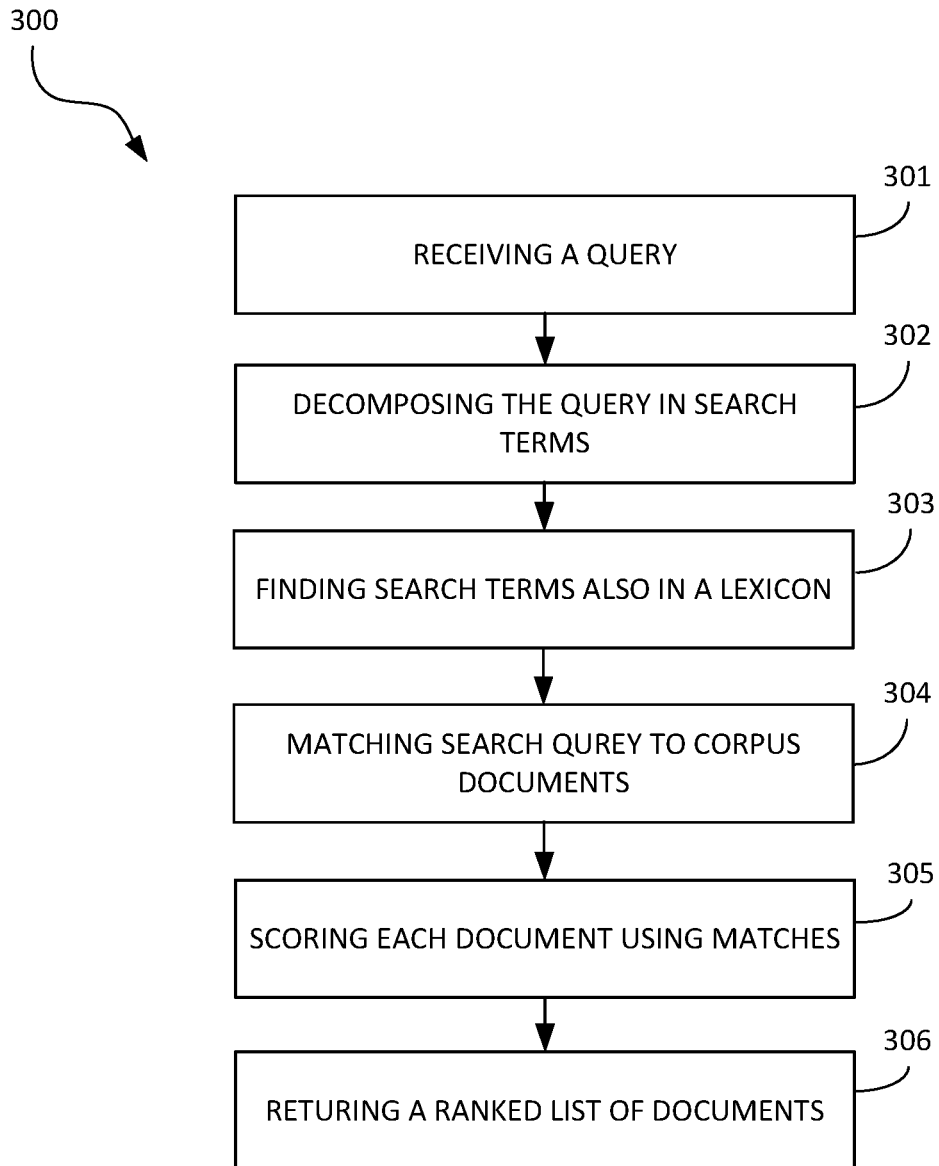 300
301
RECEIVING A QUERY
302
DECOMPOSING THE QUERY IN SEARCH
TERMS
303
FINDING SEARCH TERMS ALSO IN A LEXICON
304
MATCHING SEARCH QUREY TO CORPUS
DOCUMENTS
305
SCORING EACH DOCUMENT USING MATCHES
306
RETURING A RANKED LIST OF DOCUMENTS